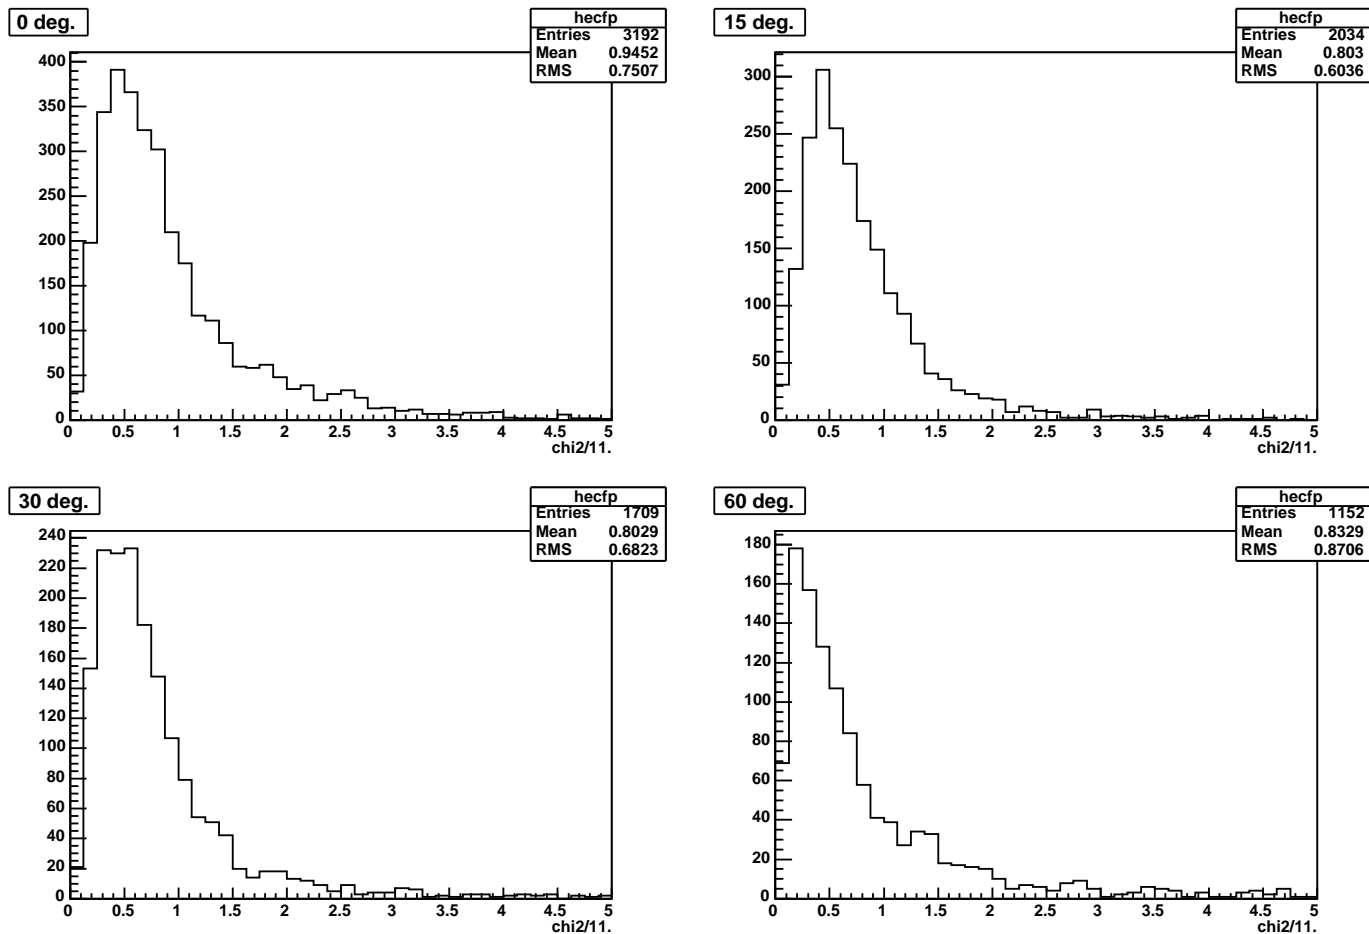 0 deg.
hecfp
Entries 3192
Mean 0.9452
RMS 0.7507
400
350
300
250
200
150
100
50
0
0 0.5 1 1.5 2 2.5 3 3.5 4 4.5 5
chi2/11.
15 deg.
hecfp
Entries 2034
Mean 0.803
RMS 0.6036
300
250
200
150
100
50
0
0 0.5 1 1.5 2 2.5 3 3.5 4 4.5 5
chi2/11.
30 deg.
hecfp
Entries 1709
Mean 0.8029
RMS 0.6823
240
220
200
180
160
140
120
100
80
60
40
20
0
0 0.5 1 1.5 2 2.5 3 3.5 4 4.5 5
chi2/11.
60 deg.
hecfp
Entries 1152
Mean 0.8329
RMS 0.8706
180
160
140
120
100
80
60
40
20
0
0 0.5 1 1.5 2 2.5 3 3.5 4 4.5 5
chi2/11.